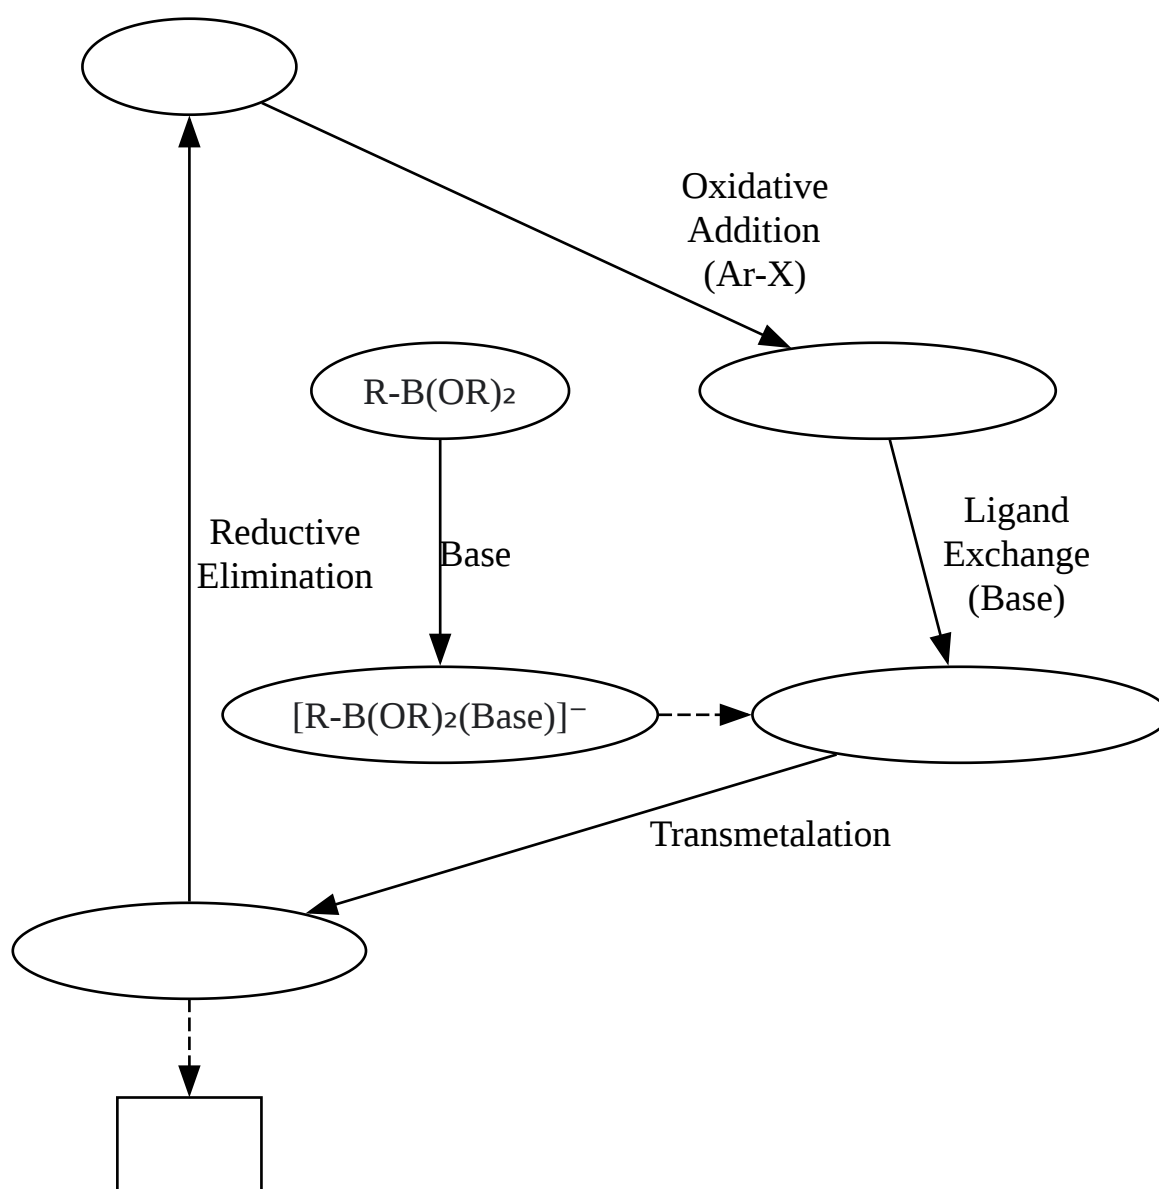 Oxidative
Addition
(Ar-X)
R-B(OR)₂
Ligand
Exchange
(Base)
Reductive
Elimination
Base
[R-B(OR)₂(Base)]⁻
Transmetalation